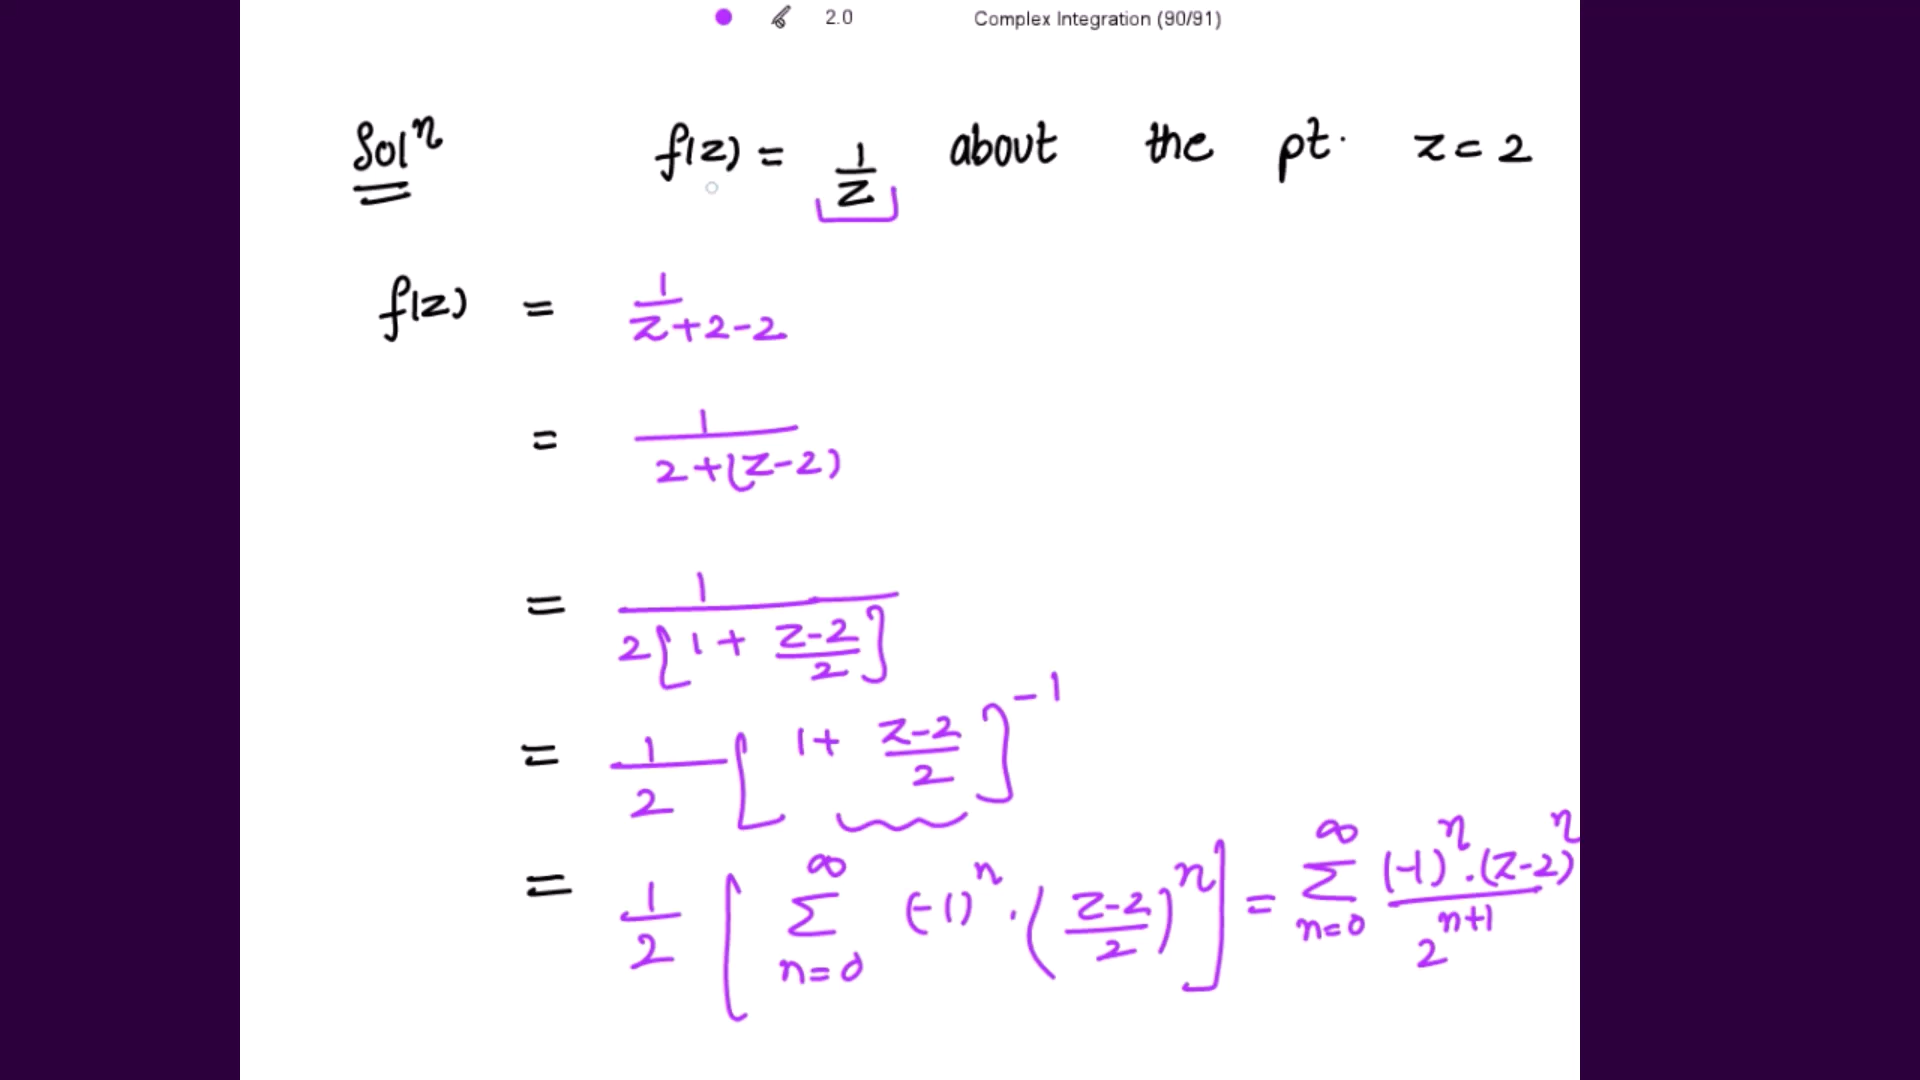 2.0 Complex Integration (90/91)
Solⁿ f(z) = 1/z about the pt. z = 2
f(z) = 1/(z+2-2)
= 1/(2+(z-2))
= 1/(2[1+ (z-2)/2])
= 1/2 [1+ (z-2)/2]^-1
= 1/2 [∑_{n=0}^{∞} (-1)^n . ((z-2)/2)^n] = ∑_{n=0}^{∞} ((-1)^n . (z-2)^n)/2^{n+1}